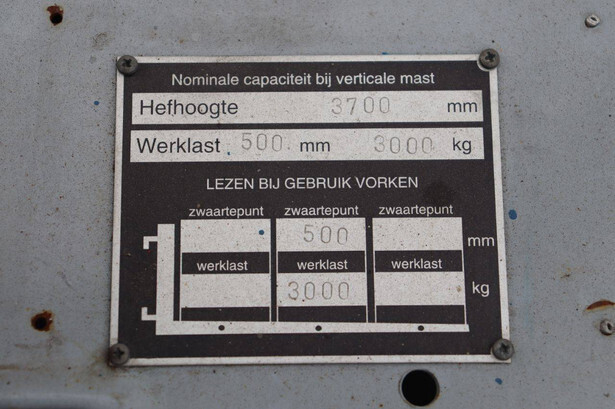 Nominale capaciteit bij verticale mast
Hefhoogte 3700 mm
Werklast 500 mm 3000 kg
LEZEN BIJ GEBRUIK VORKEN
zwaartepunt zwaartepunt zwaartepunt
500 mm
werklast werklast werklast
3000 kg